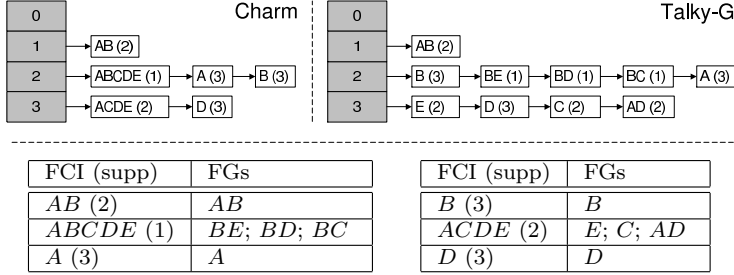 Charm
0
1 AB (2)
2 ABCDE (1) A (3) B (3)
3 ACDE (2) D (3)
Talky-G
0
1 AB (2)
2 B (3) BE (1) BD (1) BC (1) A (3)
3 E (2) D (3) C (2) AD (2)
FCI (supp) FGs
AB (2) AB
ABCDE (1) BE; BD; BC
A (3) A
FCI (supp) FGs
B (3) B
ACDE (2) E; C; AD
D (3) D